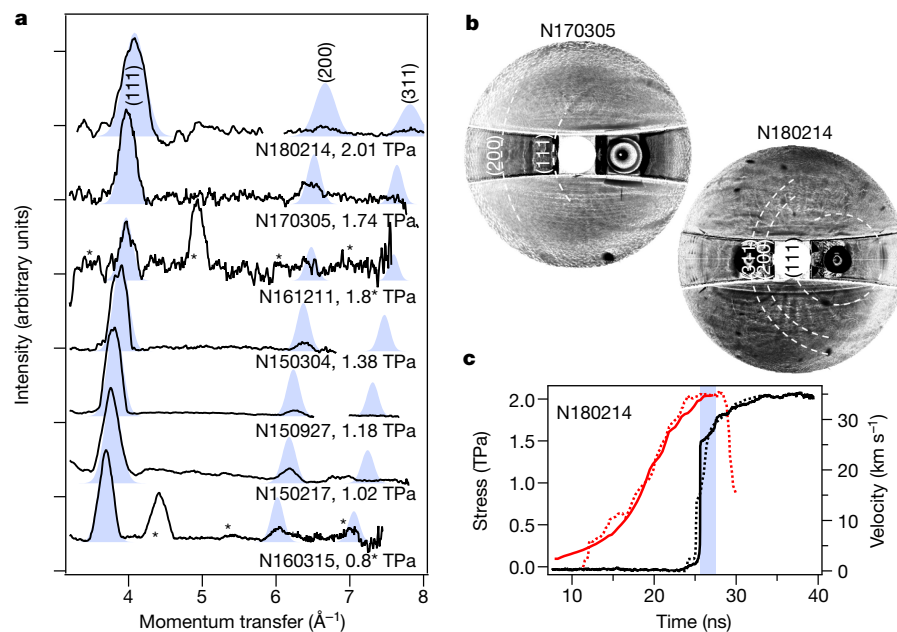 a
(111)
(200)
(311)
N180214, 2.01 TPa
N170305, 1.74 TPa
* * * *
N161211, 1.8* TPa
N150304, 1.38 TPa
N150927, 1.18 TPa
N150217, 1.02 TPa
* * *
N160315, 0.8* TPa
Intensity (arbitrary units)
4 5 6 7 8
Momentum transfer (Å⁻¹)
b
N170305
(200)
(111)
N180214
(311)
(200)
(111)
c
N180214
2.0
1.5
1.0
0.5
0.0
Stress (TPa)
30
20
10
0
Velocity (km s⁻¹)
10 20 30 40
Time (ns)